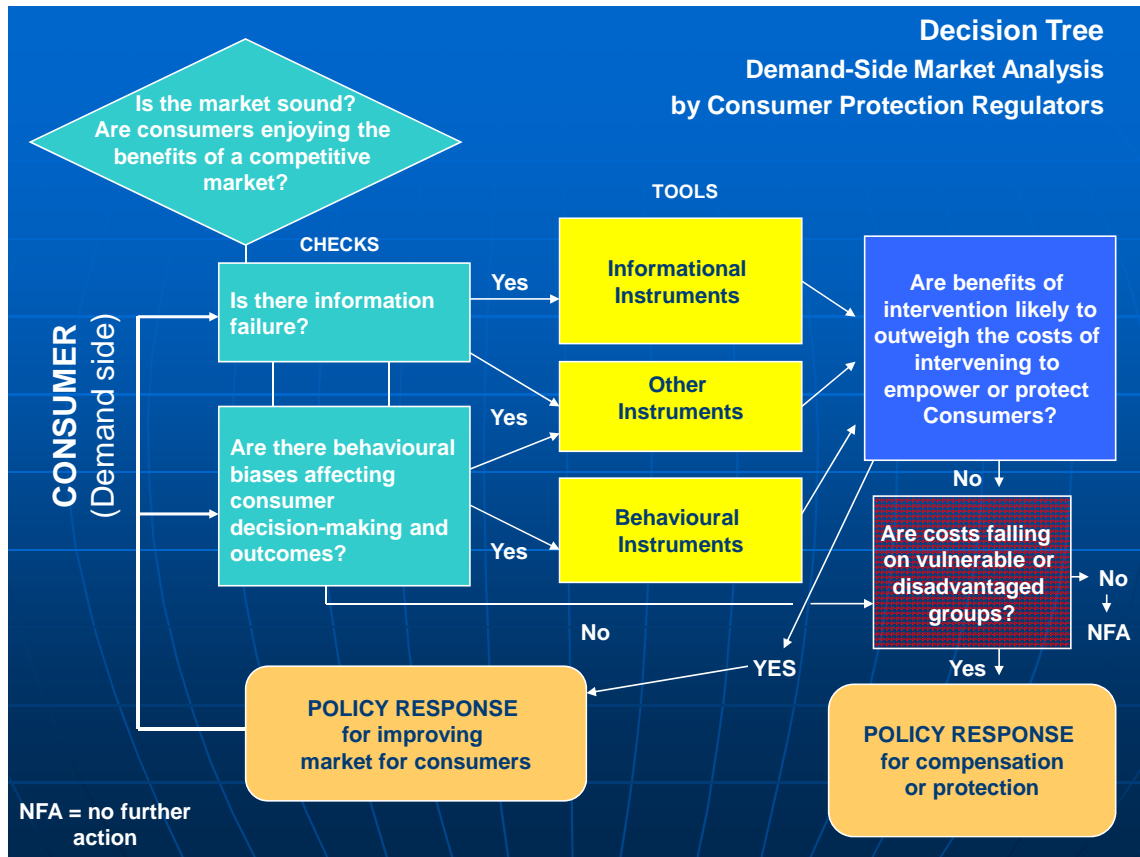 Decision Tree
Demand-Side Market Analysis
by Consumer Protection Regulators
Is the market sound?
Are consumers enjoying the
benefits of a competitive
market?
TOOLS
CHECKS
Is there information
failure?
Yes
Informational
Instruments
Are benefits of
intervention likely to
outweigh the costs of
intervening to
empower or protect
Consumers?
CONSUMER
(Demand side)
Yes
Other
Instruments
Are there behavioural
biases affecting
consumer
decision-making and
outcomes?
Yes
Behavioural
Instruments
No
Are costs falling
on vulnerable or
disadvantaged
groups?
No
NFA
No
YES
Yes
POLICY RESPONSE
for improving
market for consumers
POLICY RESPONSE
for compensation
or protection
NFA = no further
action